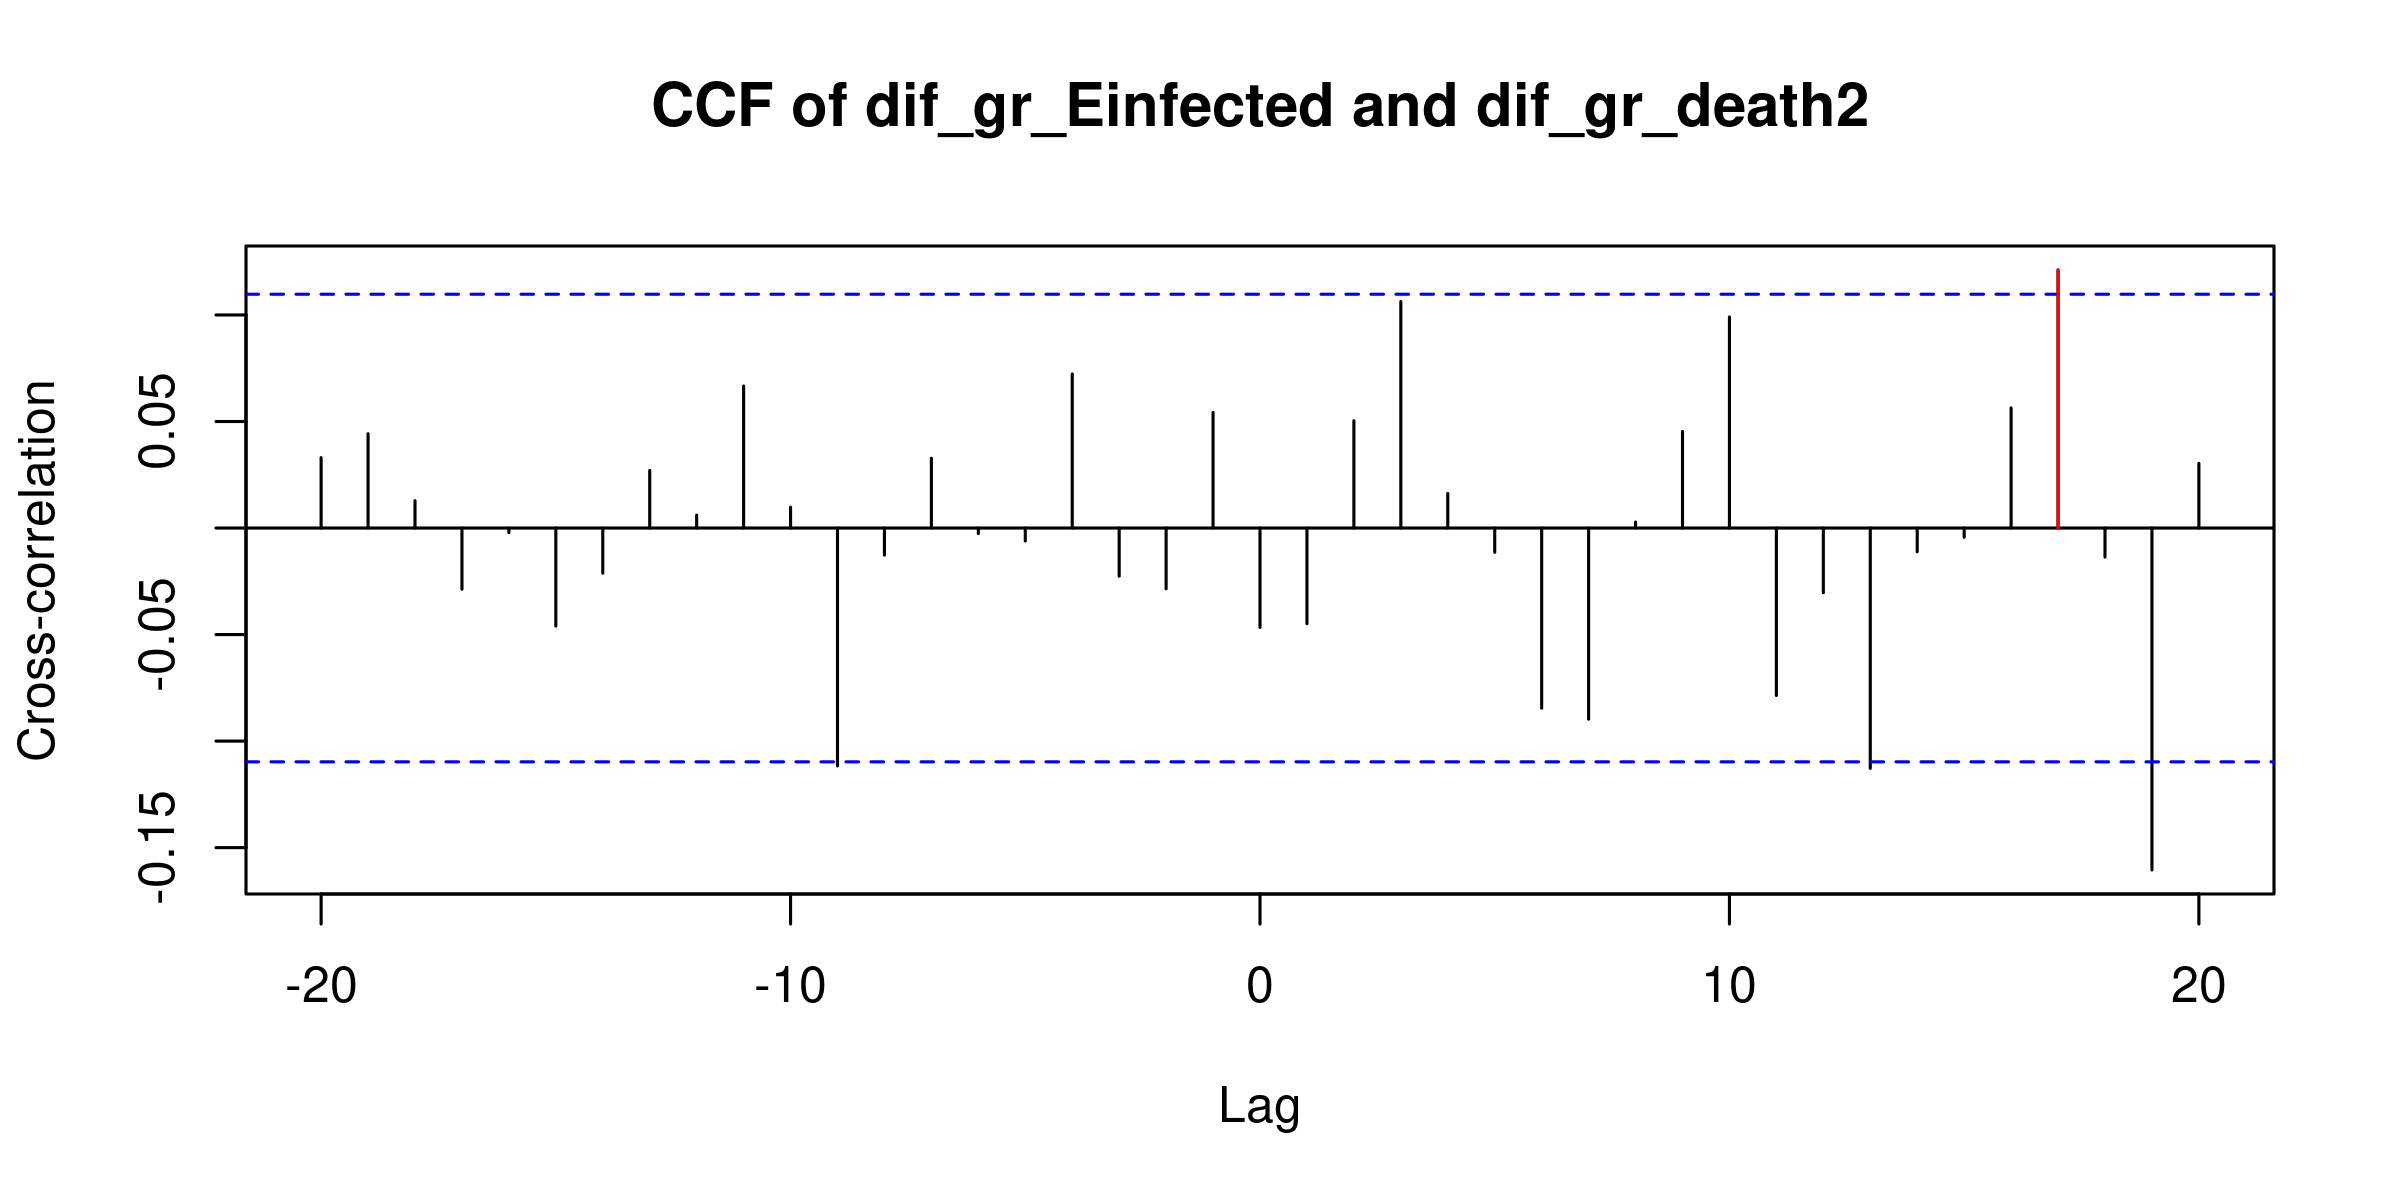 CCF of dif_gr_Einfected and dif_gr_death2
Cross-correlation
0.05
-0.05
-0.15
-20
-10
0
10
20
Lag